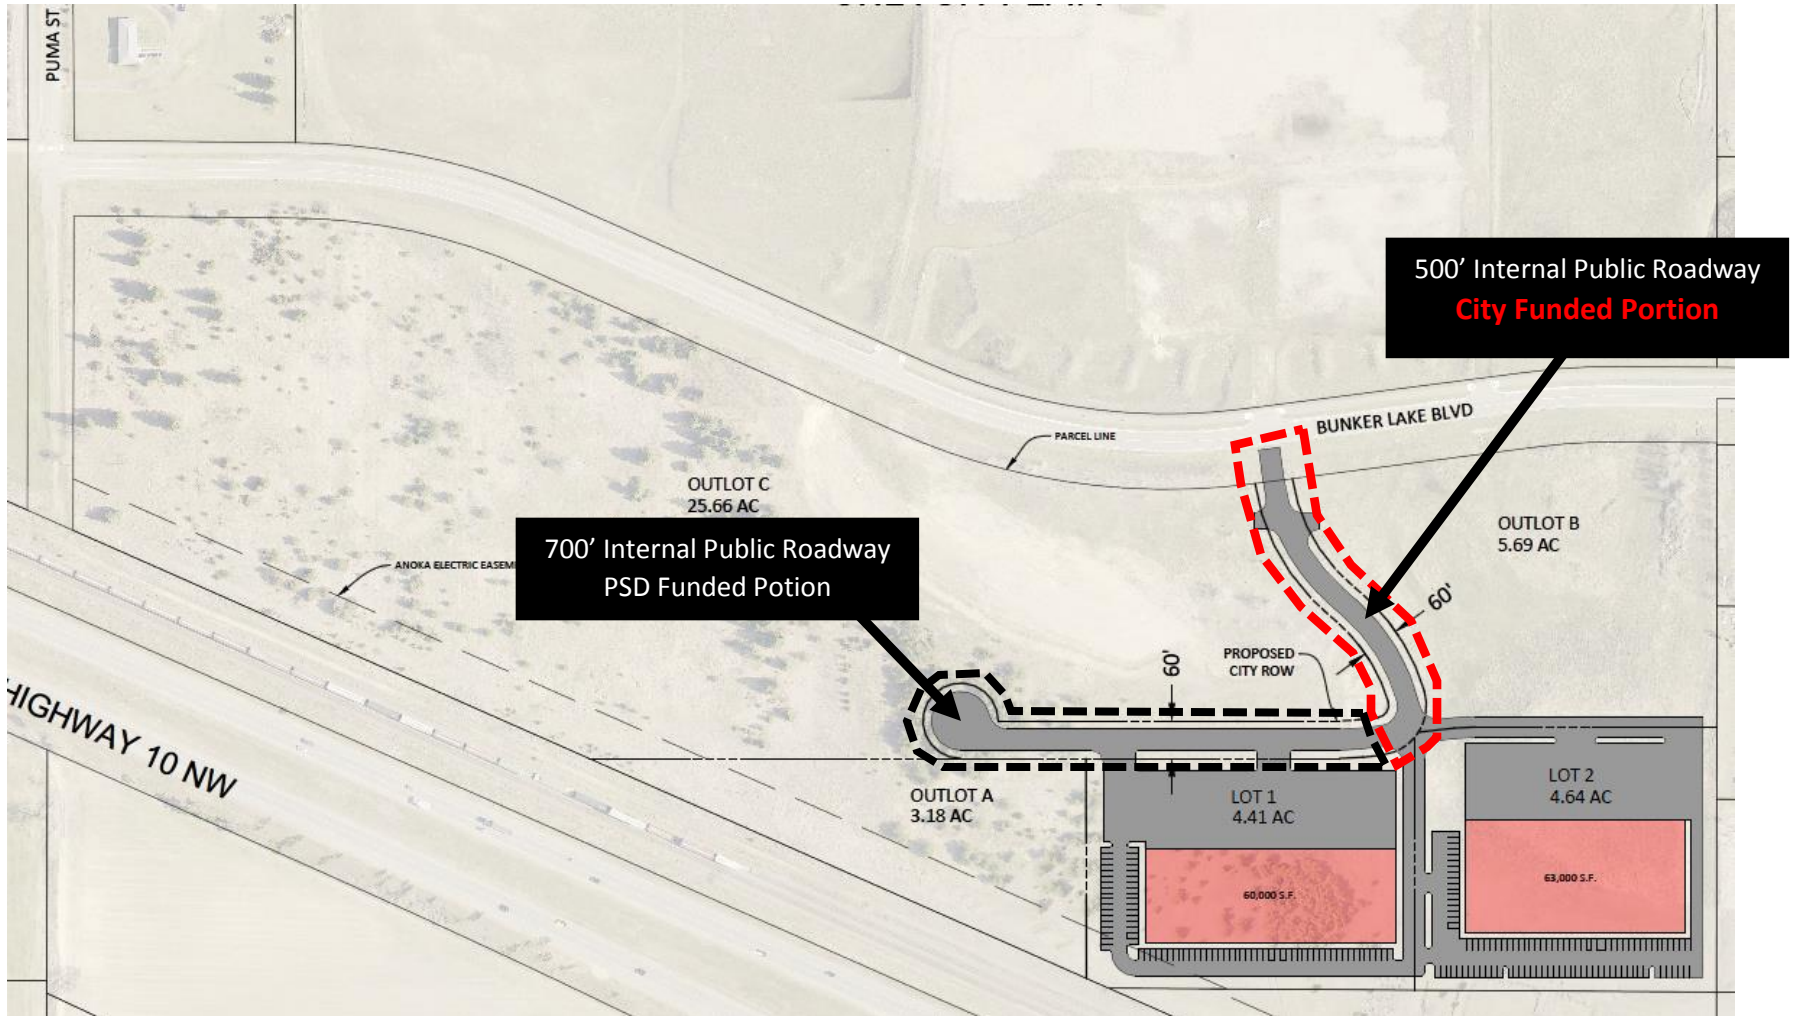 PUMA ST
500' Internal Public Roadway
City Funded Portion
BUNKER LAKE BLVD
PARCEL LINE
OUTLOT C
25.66 AC
OUTLOT B
5.69 AC
700' Internal Public Roadway
PSD Funded Potion
ANOKA ELECTRIC
60'
PROPOSED
CITY ROW
60'
HIGHWAY 10 NW
OUTLOT A
3.18 AC
LOT 1
4.41 AC
LOT 2
4.64 AC
60,000 S.F.
63,000 S.F.